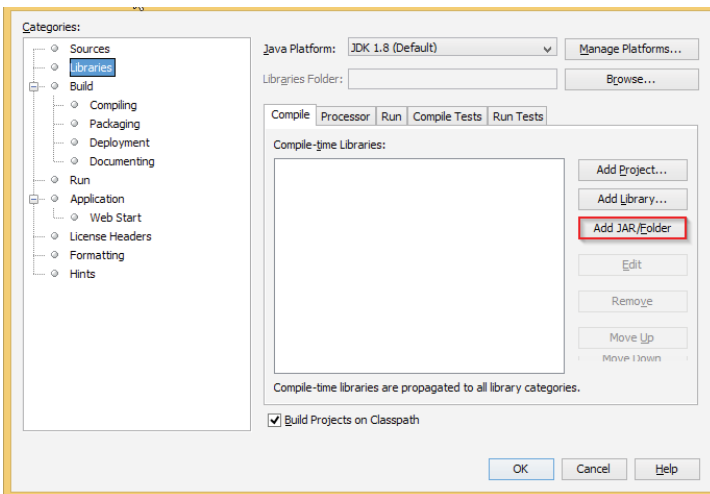 Categories:
Sources
Libraries
Build
Compiling
Packaging
Deployment
Documenting
Run
Application
Web Start
License Headers
Formatting
Hints
Java Platform: JDK 1.8 (Default) Manage Platforms...
Libraries Folder: Browse...
Compile Processor Run Compile Tests Run Tests
Compile-time Libraries:
Add Project...
Add Library...
Add JAR/Folder
Edit
Remove
Move Up
Move Down
Compile-time libraries are propagated to all library categories.
Build Projects on Classpath
OK Cancel Help